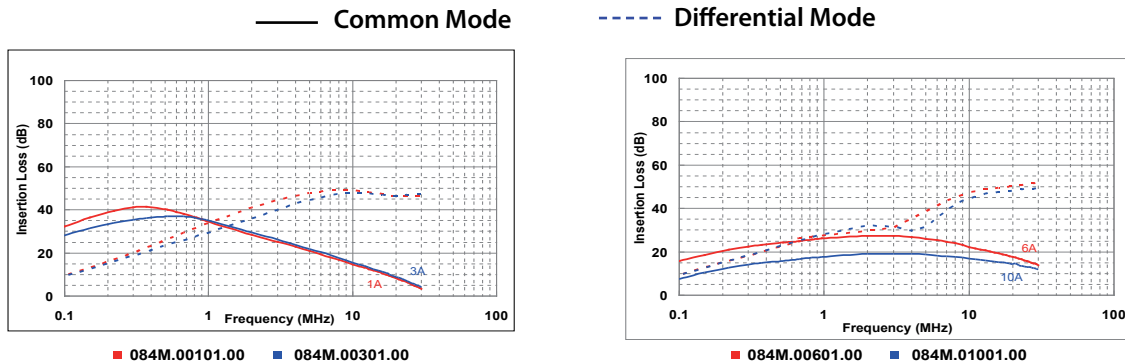 Common Mode
Differential Mode
Insertion Loss (dB)
100
80
60
40
20
0
3A
1A
0.1
1
10
100
Frequency (MHz)
084M.00101.00
084M.00301.00
Insertion Loss (dB)
100
80
60
40
20
0
6A
10A
0.1
1
10
100
Frequency (MHz)
084M.00601.00
084M.01001.00